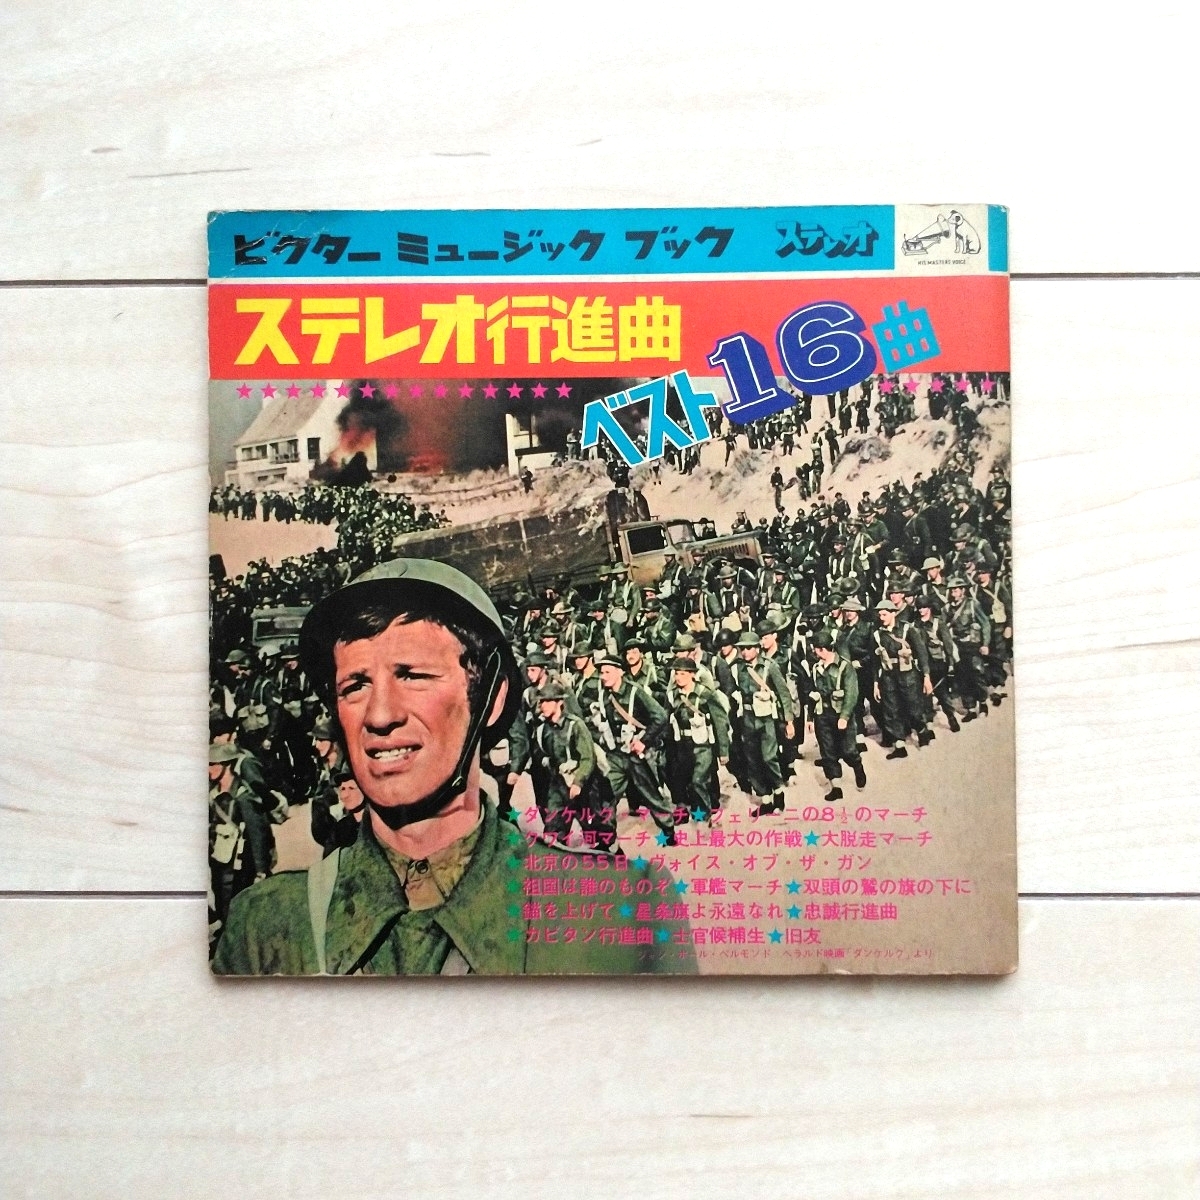 ビクター ミュージック ブック ステレオ
HIS MASTERS VOICE
ステレオ行進曲
ベスト16曲
★ダンケルク・マーチ★フェリーニの8½のマーチ
★クワイ河マーチ★史上最大の作戦★大脱走マーチ
★北京の55日★ヴォイス・オブ・ザ・ガン
★祖国は誰のものぞ★軍艦マーチ★双頭の鷲の旗の下に
★錨を上げて★星条旗よ永遠なれ★忠誠行進曲
★カピタン行進曲★士官候補生★旧友
ジャン・ポール・ベルモンド ヘラルド映画「ダンケルク」より